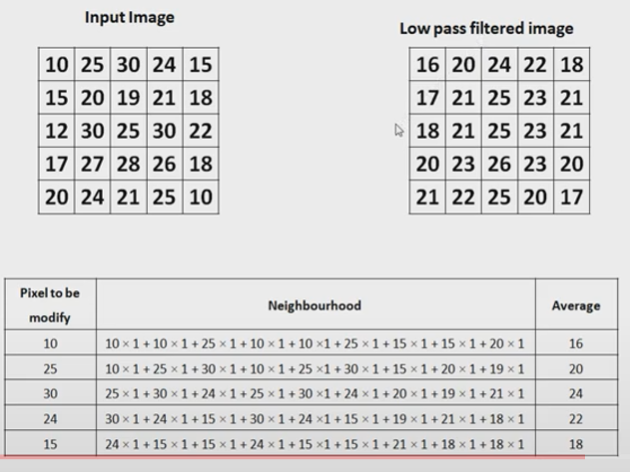 Input Image
Low pass filtered image
10 25 30 24 15
16 20 24 22 18
15 20 19 21 18
17 21 25 23 21
12 30 25 30 22
18 21 25 23 21
17 27 28 26 18
20 23 26 23 20
20 24 21 25 10
21 22 25 20 17
Pixel to be modify
Neighbourhood
Average
10 10 × 1 + 10 × 1 + 25 × 1 + 10 × 1 + 10 ×1 + 25 × 1 + 15 × 1 + 15 × 1 + 20 × 1 16
25 10 × 1 + 25 × 1 + 30 × 1 + 10 × 1 + 25 ×1 + 30 × 1 + 15 × 1 + 20 × 1 + 19 × 1 20
30 25 × 1 + 30 × 1 + 24 × 1 + 25 × 1 + 30 ×1 + 24 × 1 + 20 × 1 + 19 × 1 + 21 × 1 24
24 30 × 1 + 24 × 1 + 15 × 1 + 30 × 1 + 24 ×1 + 15 × 1 + 19 × 1 + 21 × 1 + 18 × 1 22
15 24 × 1 + 15 × 1 + 15 × 1 + 24 × 1 + 15 ×1 + 15 × 1 + 21 × 1 + 18 × 1 + 18 × 1 18